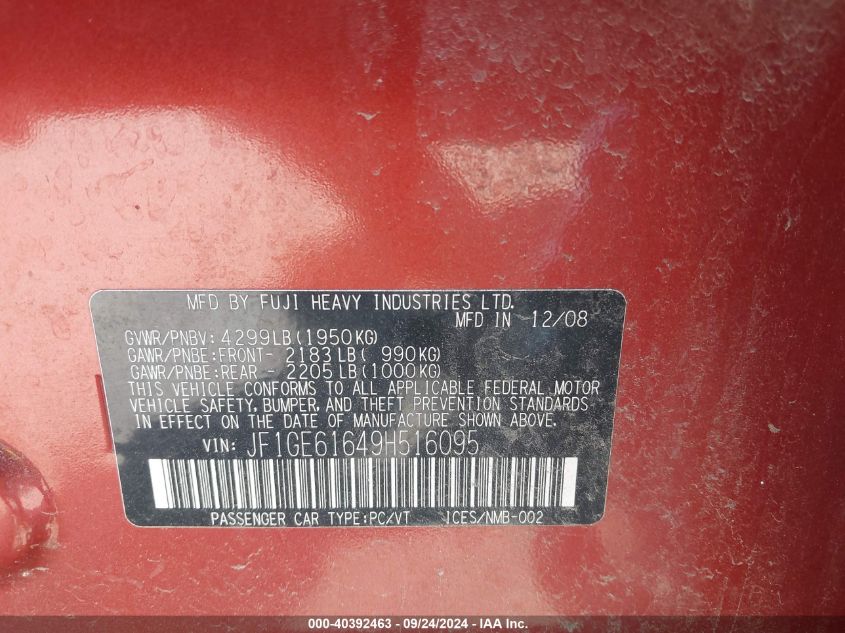 MFD BY FUJI HEAVY INDUSTRIES LTD.
MFD IN 12/08
GVWR/PNBV: 4299LB(1950KG)
GAWR/PNBE:FRONT- 2183LB( 990KG)
GAWR/PNBE:REAR - 2205LB(1000KG)
THIS VEHICLE CONFORMS TO ALL APPLICABLE FEDERAL MOTOR
VEHICLE SAFETY, BUMPER, AND THEFT PREVENTION STANDARDS
IN EFFECT ON THE DATE OF MANUFACTURE SHOWN ABOVE.
VIN: JF1GE61649H516095
PASSENGER CAR TYPE:PC/VT ICES/NMB-002
000-40392463 - 09/24/2024 - IAA Inc.